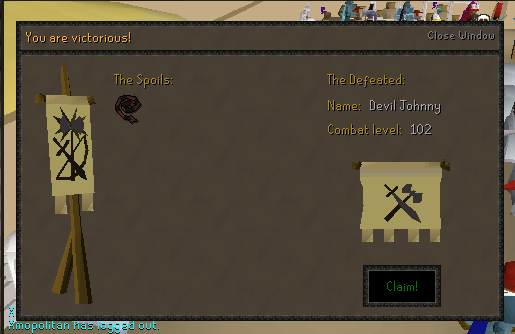 You are victorious!
Close Window
The Spoils:
The Defeated:
Name: Devil Johnny
Combat level: 102
Claim!
has logged out.